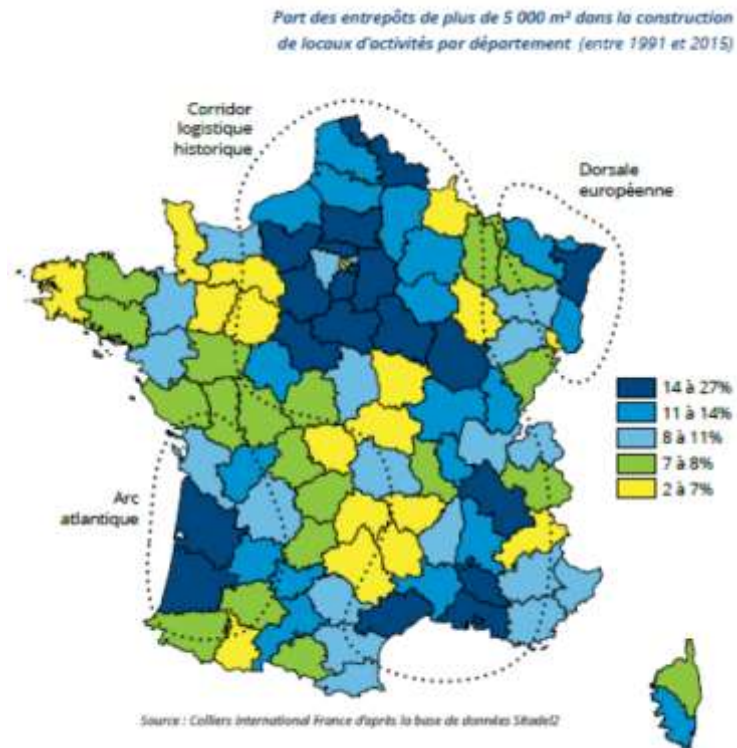 Part des entrepôts de plus de 5 000 m² dans la construction
de locaux d'activités par département (entre 1991 et 2015)
Corridor
logistique
historique
Dorsale
européenne
14 à 27%
11 à 14%
8 à 11%
7 à 8%
2 à 7%
Arc
atlantique
Source : Colliers International France d'après la base de données Sitadel2